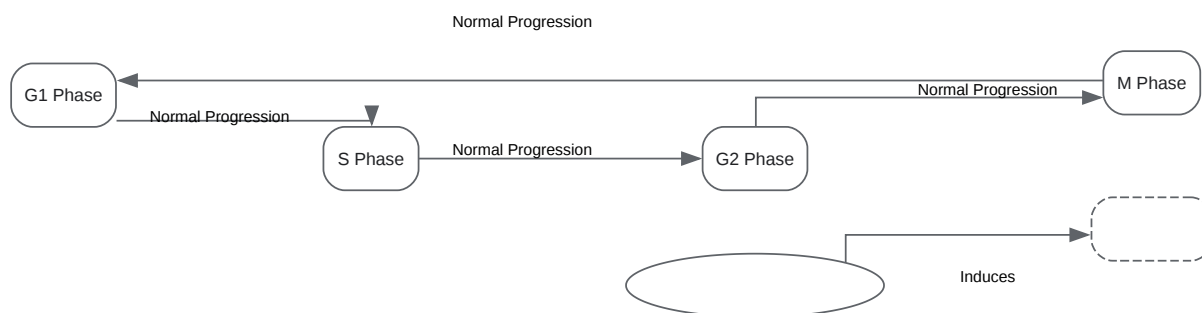 Normal Progression
G1 Phase
M Phase
Normal Progression
Normal Progression
S Phase
Normal Progression
G2 Phase
Induces